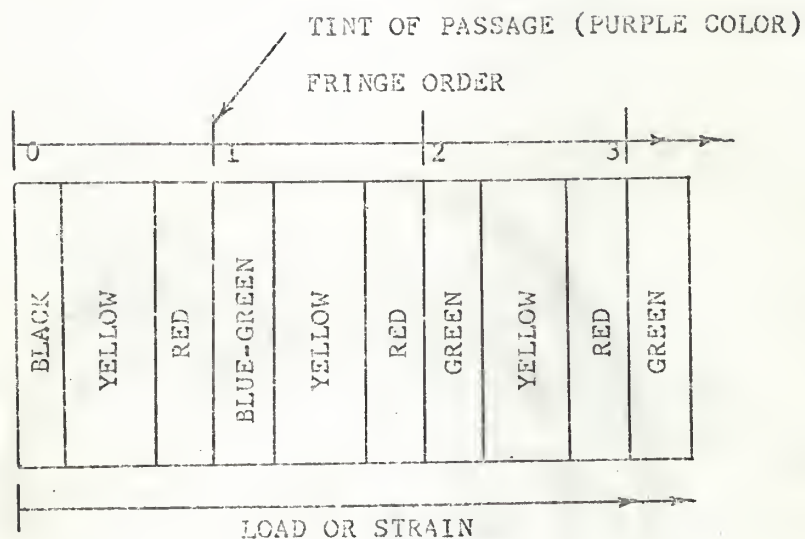 TINT OF PASSAGE (PURPLE COLOR)
FRINGE ORDER
0 1 2 3
BLACK
YELLOW
RED
BLUE-GREEN
YELLOW
RED
GREEN
YELLOW
RED
GREEN
LOAD OR STRAIN